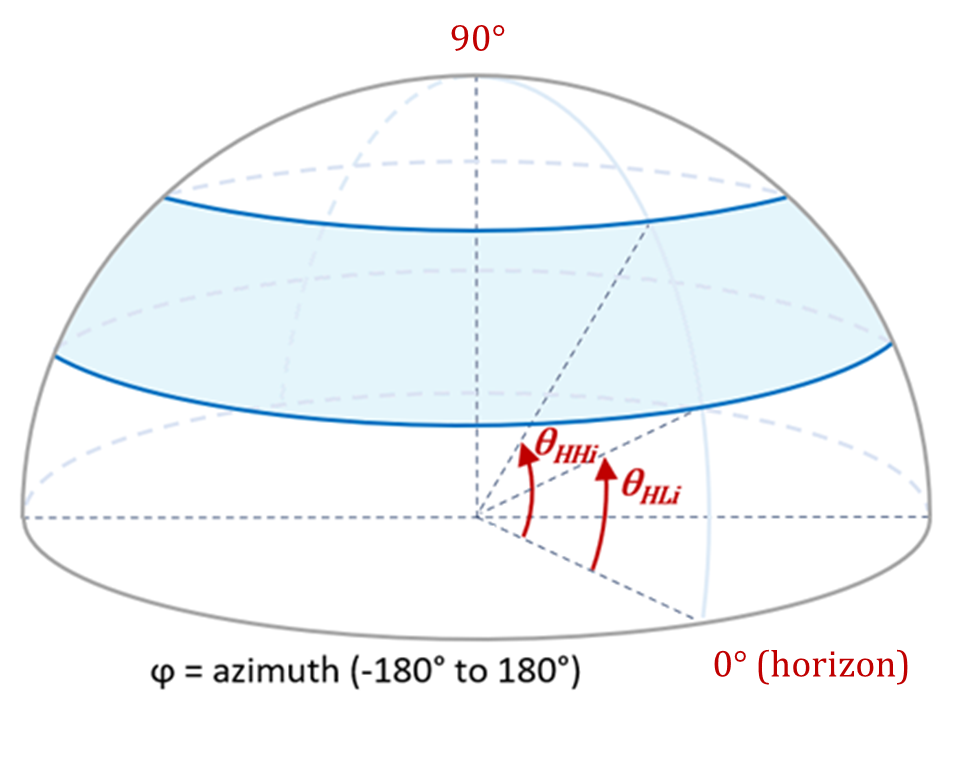 90°
θHHi
θHLi
0° (horizon)
φ = azimuth (-180° to 180°)